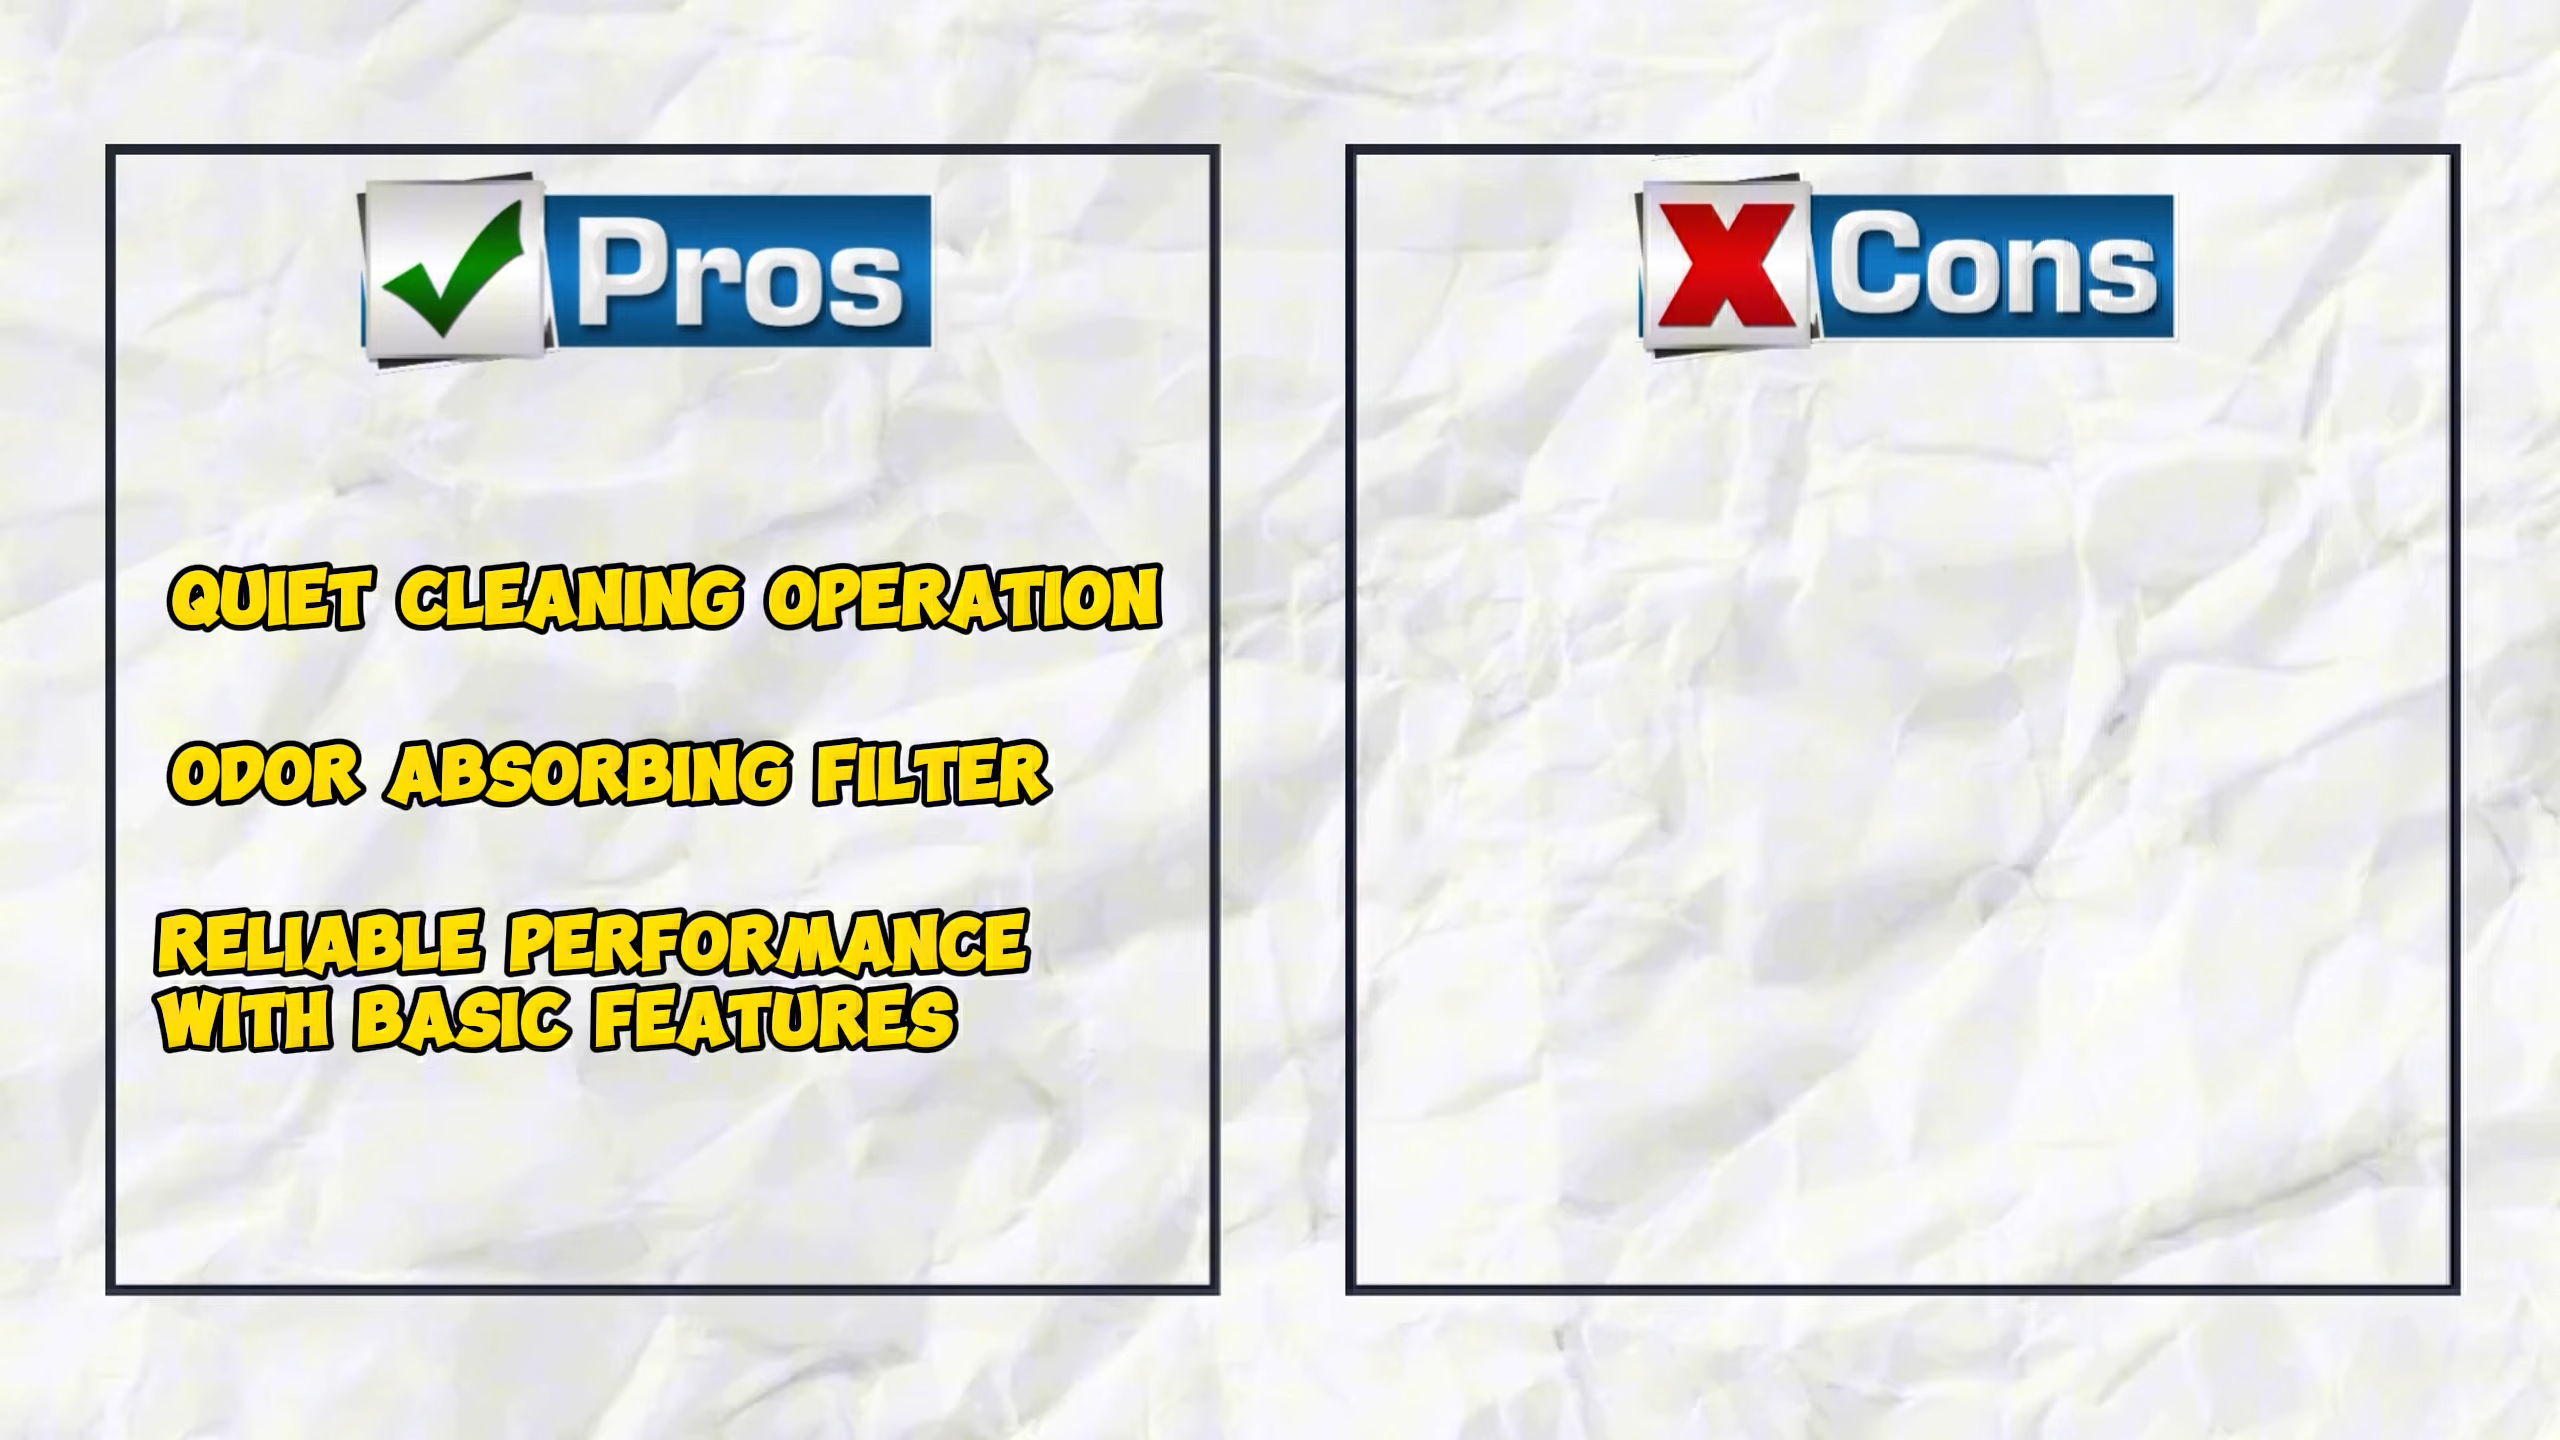 Pros
QUIET CLEANING OPERATION
ODOR ABSORBING FILTER
RELIABLE PERFORMANCE
WITH BASIC FEATURES
X Cons